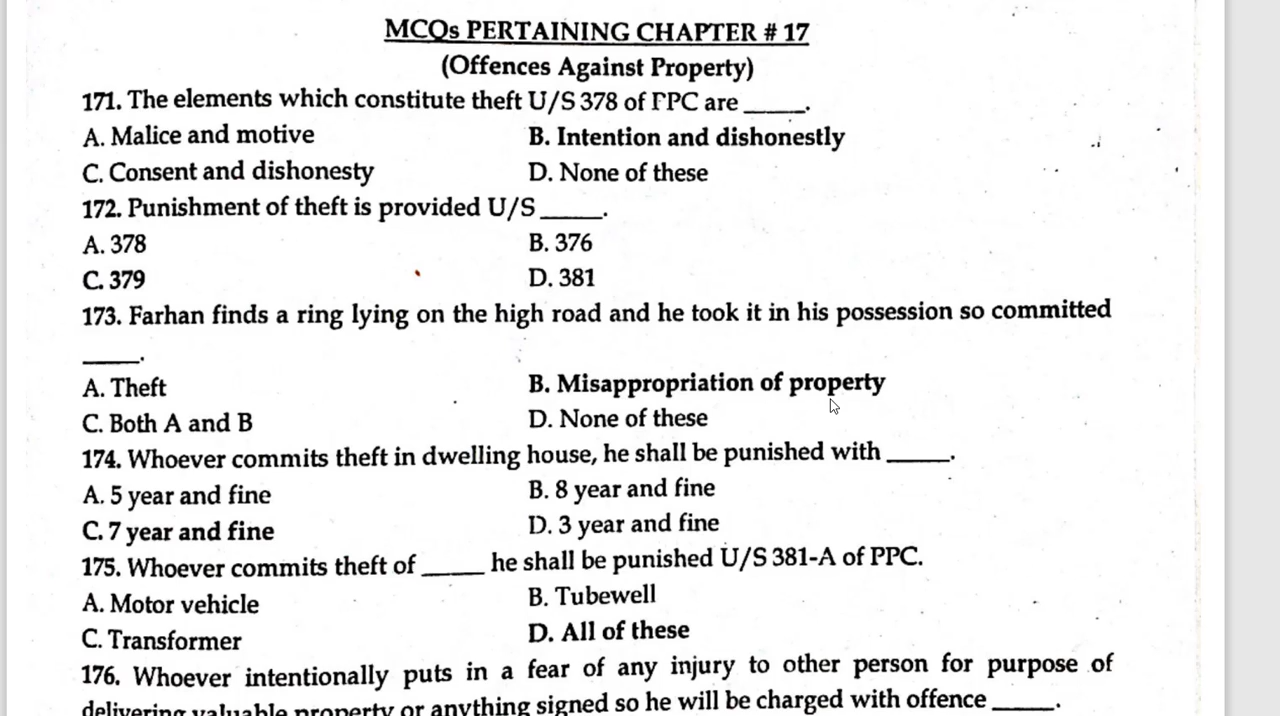 MCQs PERTAINING CHAPTER # 17
(Offences Against Property)
171. The elements which constitute theft U/S 378 of PPC are _____.
A. Malice and motive B. Intention and dishonestly
C. Consent and dishonesty D. None of these
172. Punishment of theft is provided U/S _____.
A. 378 B. 376
C. 379 D. 381
173. Farhan finds a ring lying on the high road and he took it in his possession so committed
_____.
A. Theft B. Misappropriation of property
C. Both A and B D. None of these
174. Whoever commits theft in dwelling house, he shall be punished with _____.
A. 5 year and fine B. 8 year and fine
C. 7 year and fine D. 3 year and fine
175. Whoever commits theft of _____ he shall be punished U/S 381-A of PPC.
A. Motor vehicle B. Tubewell
C. Transformer D. All of these
176. Whoever intentionally puts in a fear of any injury to other person for purpose of
delivering valuable property or anything signed so he will be charged with offence _____.